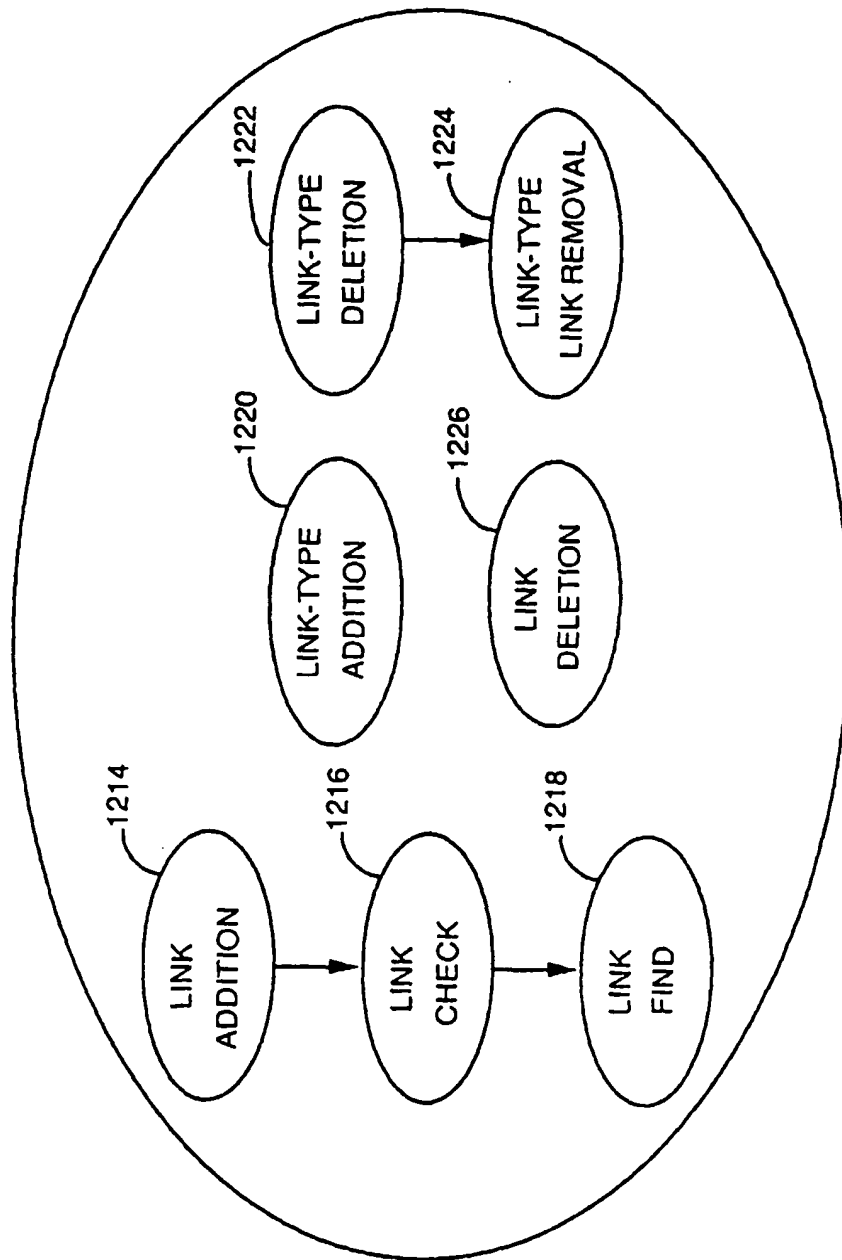 1214
LINK
ADDITION
1216
LINK
CHECK
1218
LINK
FIND
1220
LINK-TYPE
ADDITION
1226
LINK
DELETION
1222
LINK-TYPE
DELETION
1224
LINK-TYPE
LINK REMOVAL